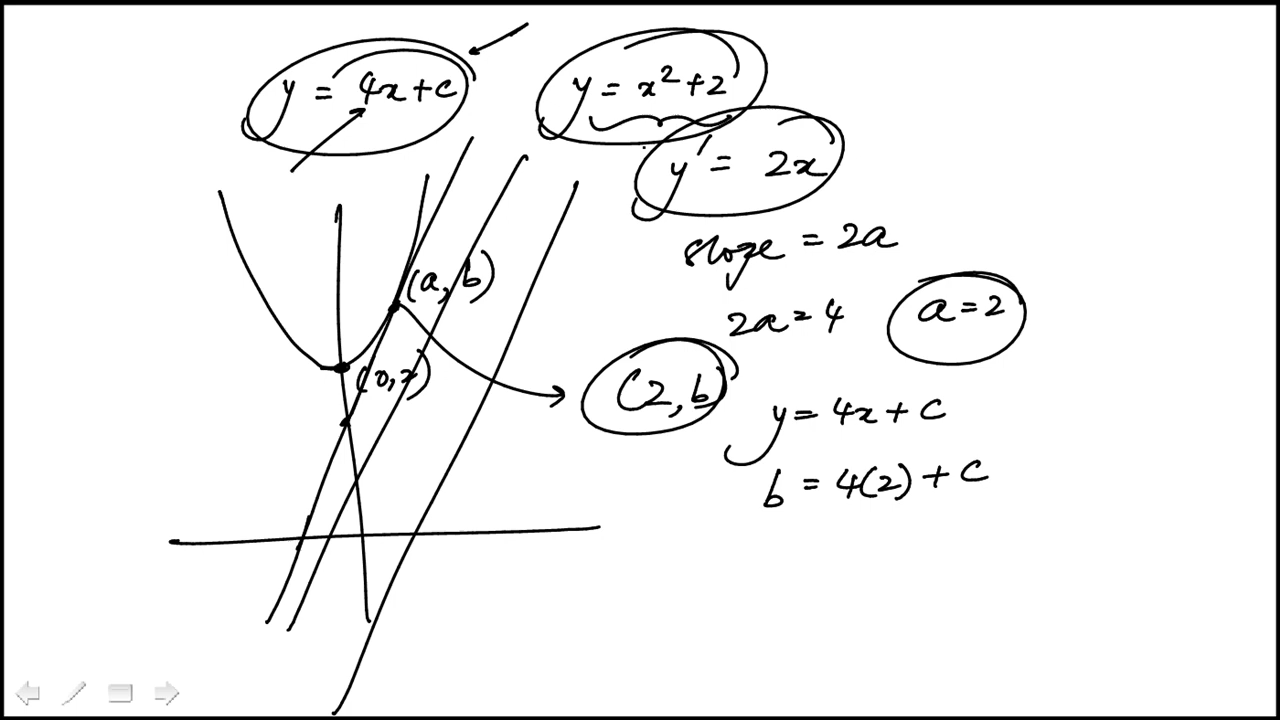 y = 4x+c
y = x²+2
y' = 2x
slope = 2a
(a, b)
2a = 4
a = 2
(0,2)
(2, b)
y = 4x + c
b = 4(2) + c